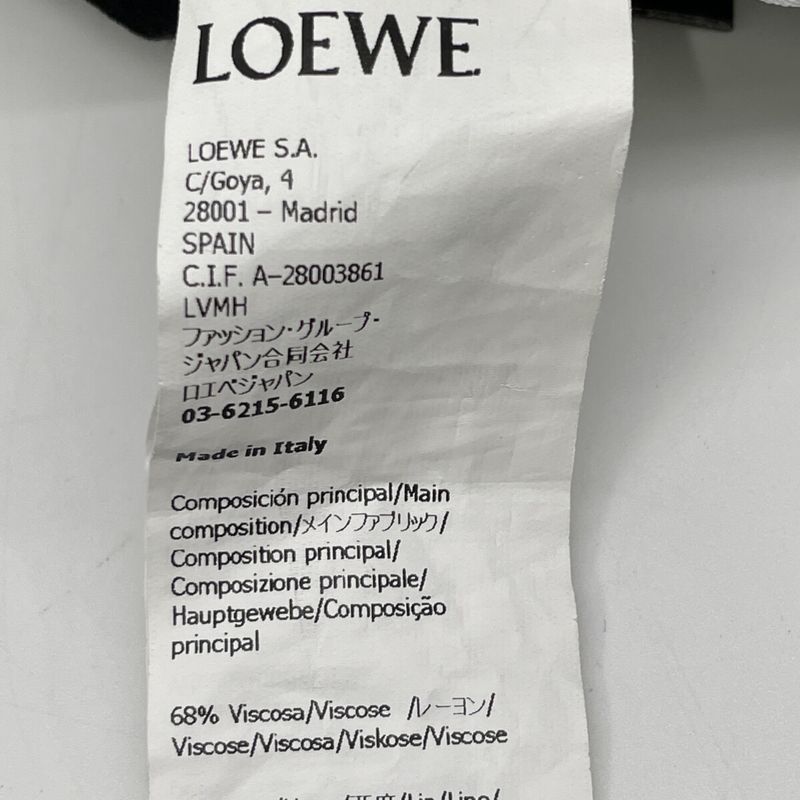 LOEWE
LOEWE S.A.
C/Goya, 4
28001 – Madrid
SPAIN
C.I.F. A-28003861
LVMH
ファッション・グループ・
ジャパン合同会社
ロエベジャパン
03-6215-6116
Made in Italy
Composición principal/Main
composition/メインファブリック/
Composition principal/
Composizione principale/
Hauptgewebe/Composição
principal
68% Viscosa/Viscose /レーヨン/
Viscose/Viscosa/Viskose/Viscose
/Lin/Lino/